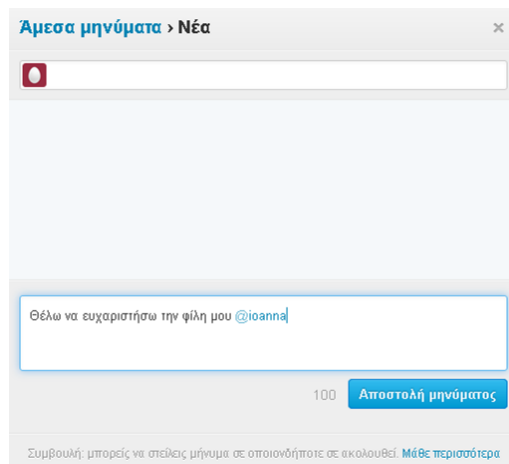 Άμεσα μηνύματα › Νέα ×
Θέλω να ευχαριστήσω την φίλη μου @ioanna
100 Αποστολή μηνύματος
Συμβουλή: μπορείς να στείλεις μήνυμα σε οποιονδήποτε σε ακολουθεί. Μάθε περισσότερα